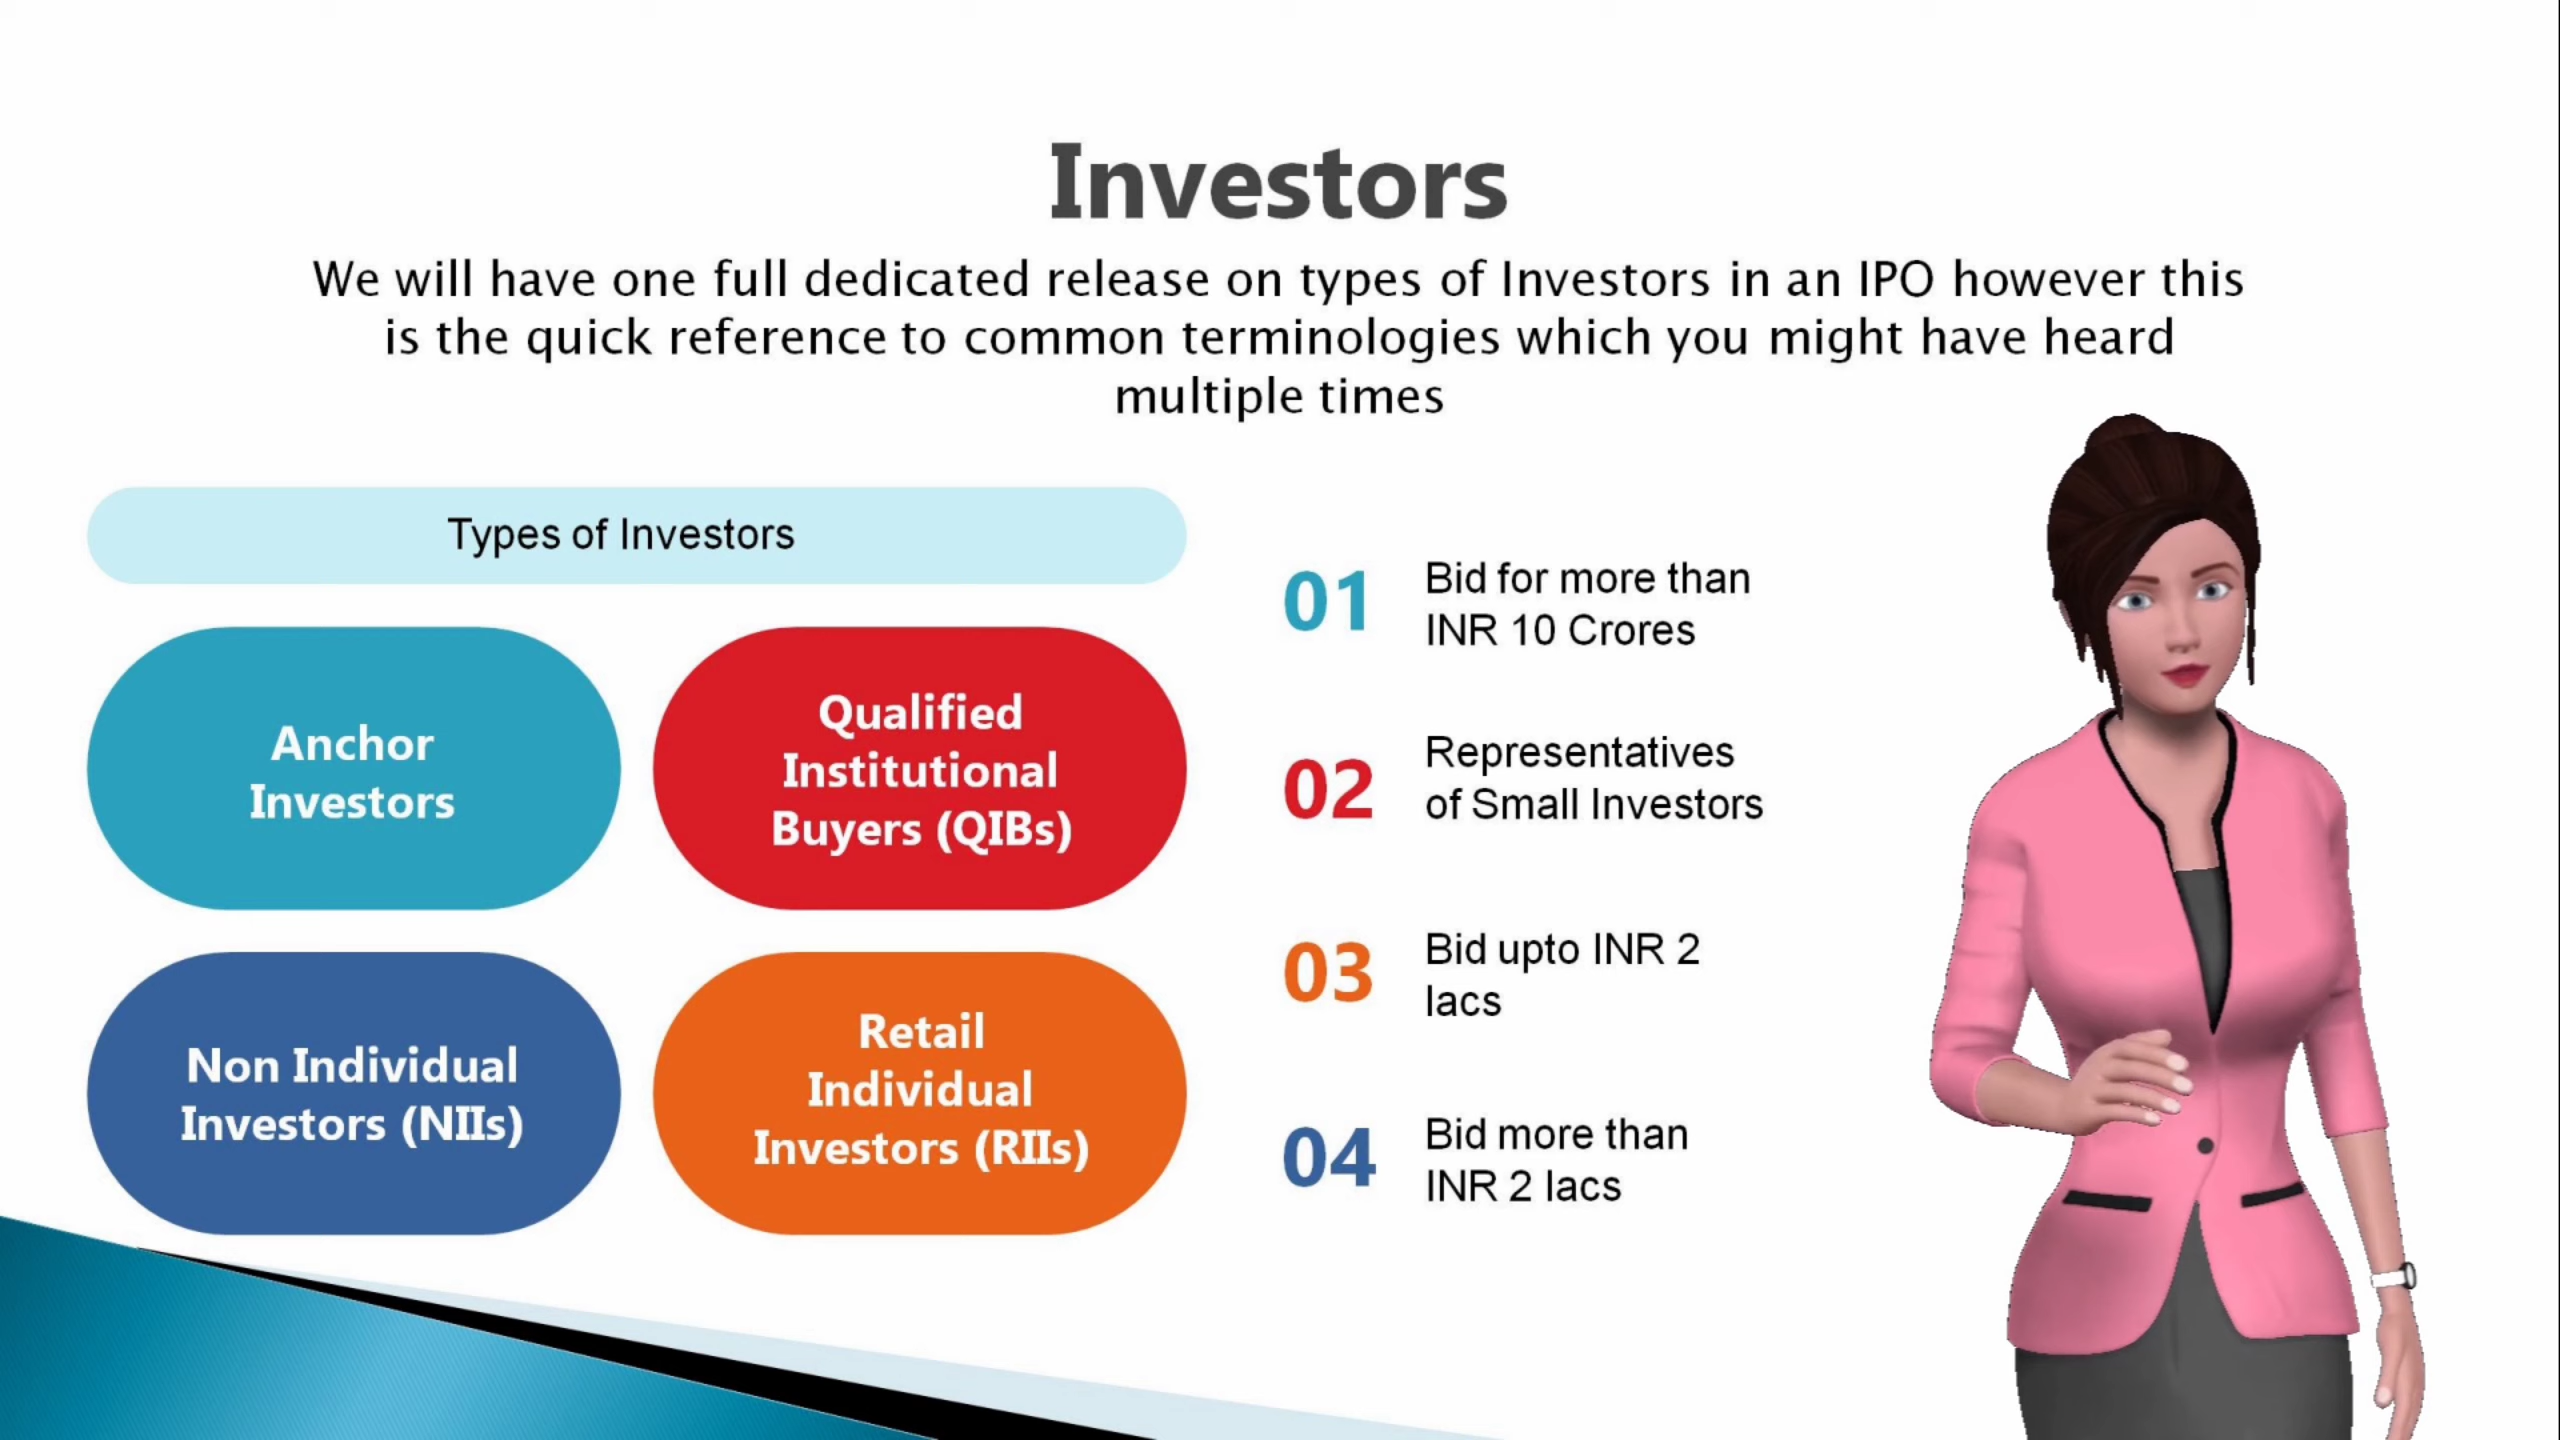 Investors
We will have one full dedicated release on types of Investors in an IPO however this
is the quick reference to common terminologies which you might have heard
multiple times
Types of Investors
Anchor
Investors
Qualified
Institutional
Buyers (QIBs)
Non Individual
Investors (NIIs)
Retail
Individual
Investors (RIIs)
01
Bid for more than
INR 10 Crores
02
Representatives
of Small Investors
03
Bid upto INR 2
lacs
04
Bid more than
INR 2 lacs